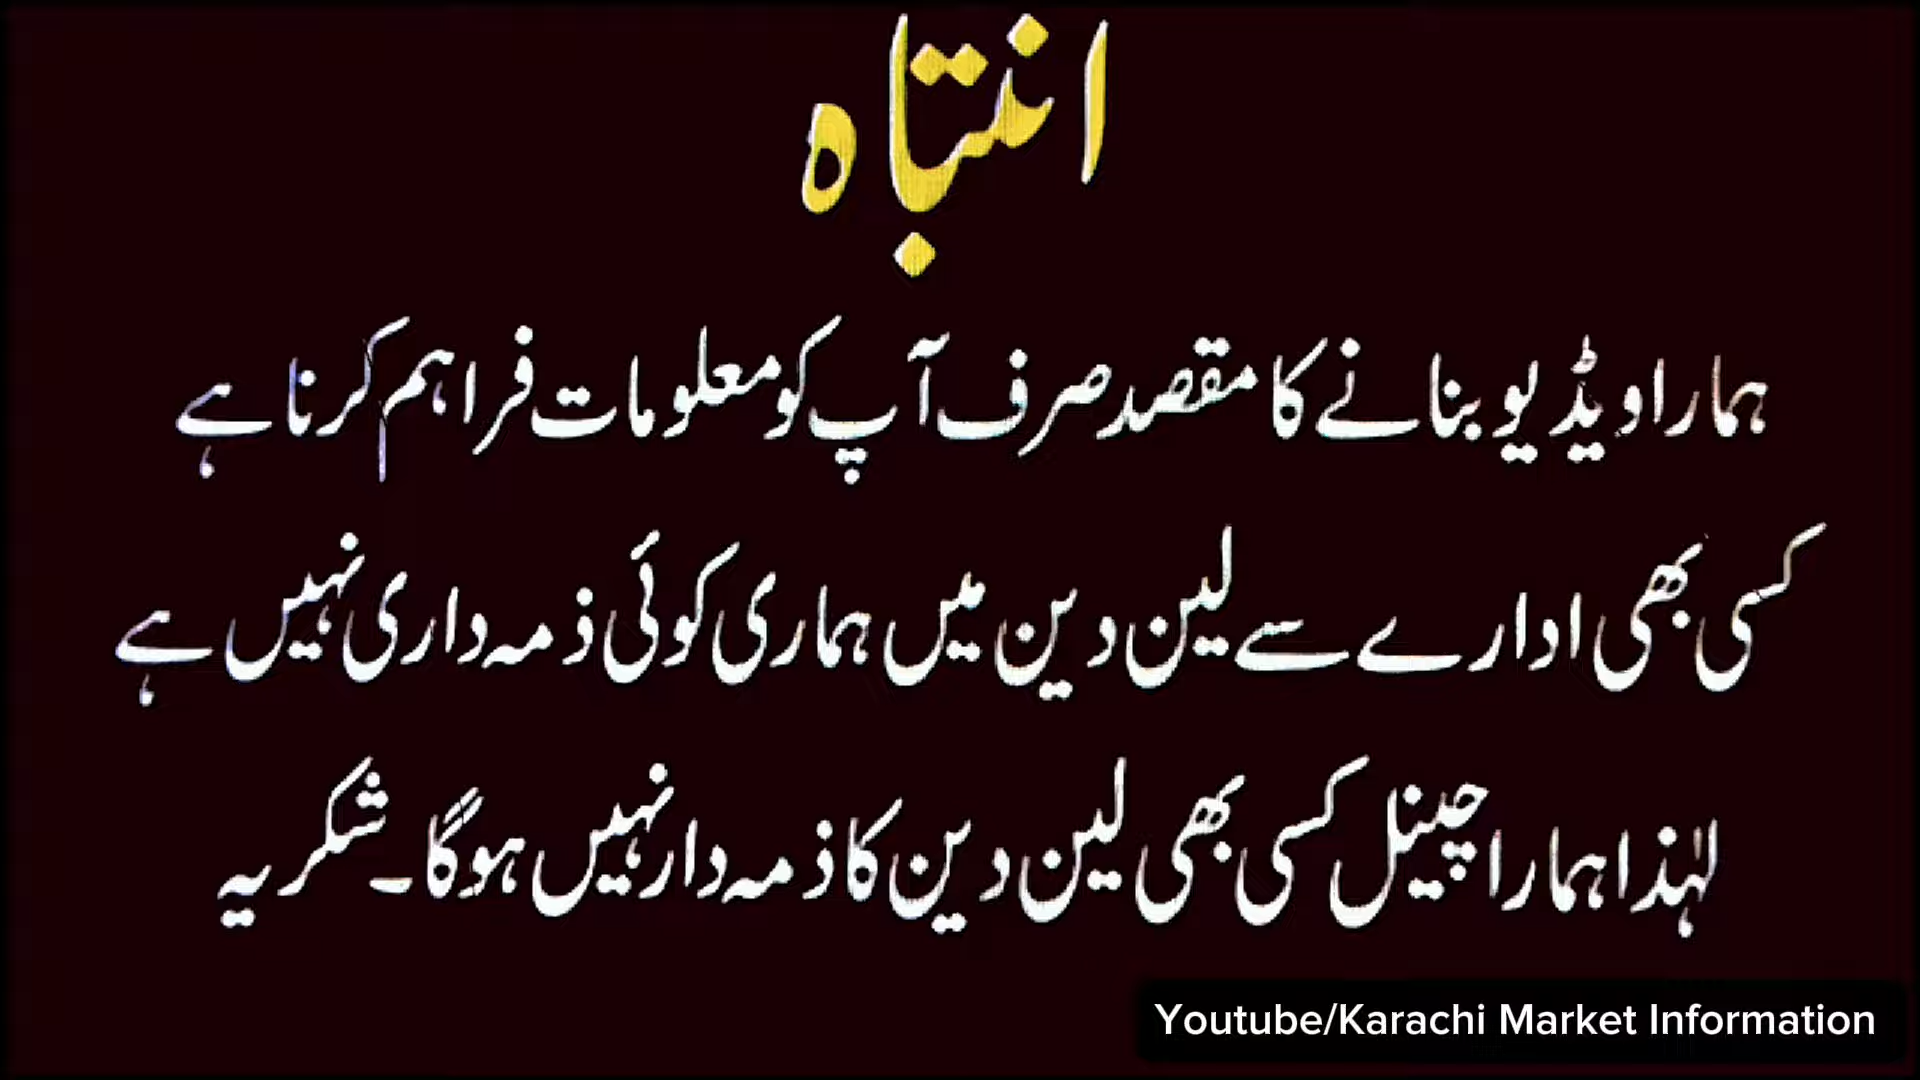 انتباہ
ہمارا ویڈیو بنانے کا مقصد صرف آپ کو معلومات فراہم کرنا ہے
کسی بھی ادارے سے لین دین میں ہماری کوئی ذمہ داری نہیں ہے
لہٰذا ہمارا چینل کسی بھی لین دین کا ذمہ دار نہیں ہوگا۔ شکریہ
Youtube/Karachi Market Information